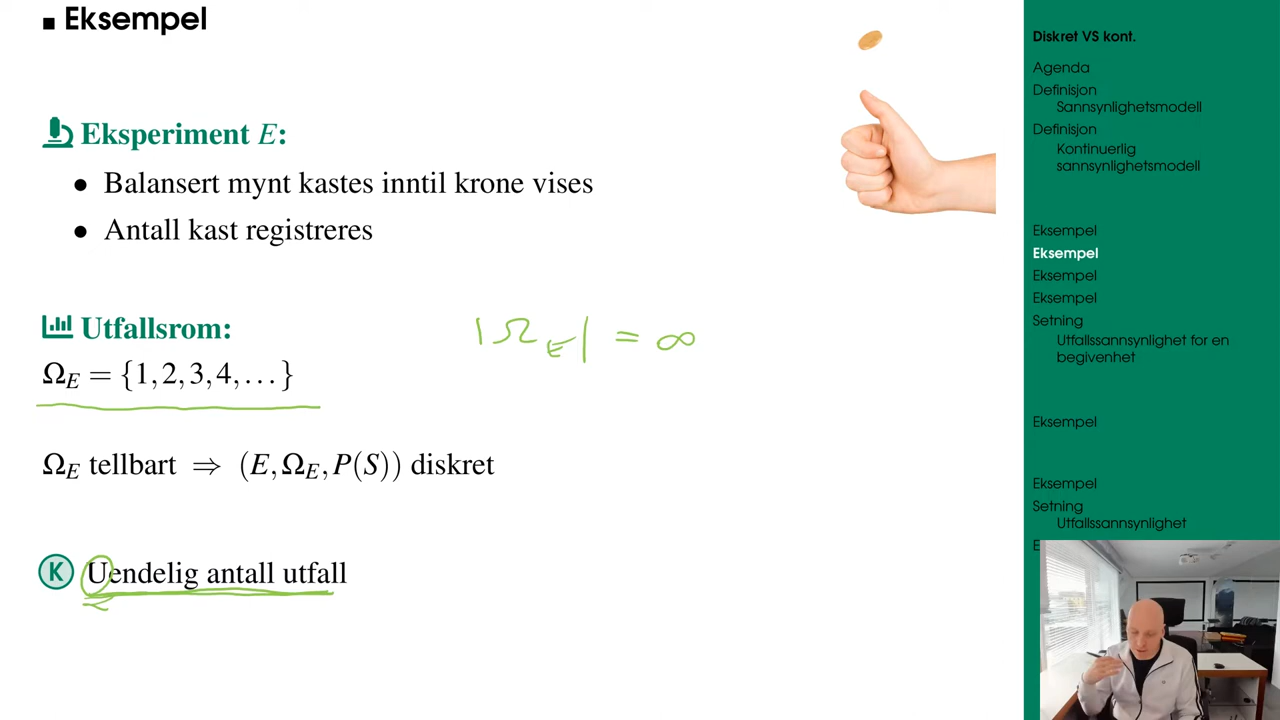 Eksempel
Eksperiment E:
• Balansert mynt kastes inntil krone vises
• Antall kast registreres
Utfallsrom:
|Ω_E| = ∞
Ω_E = {1, 2, 3, 4, ...}
Ω_E tellbart ⇒ (E, Ω_E, P(S)) diskret
K Uendelig antall utfall
Diskret VS kont.
Agenda
Definisjon
Sannsynlighetsmodell
Definisjon
Kontinuerlig
sannsynlighetsmodell
Eksempel
Eksempel
Eksempel
Eksempel
Setning
Utfallssannsynlighet for en
begivenhet
Eksempel
Eksempel
Setning
Utfallssannsynlighet